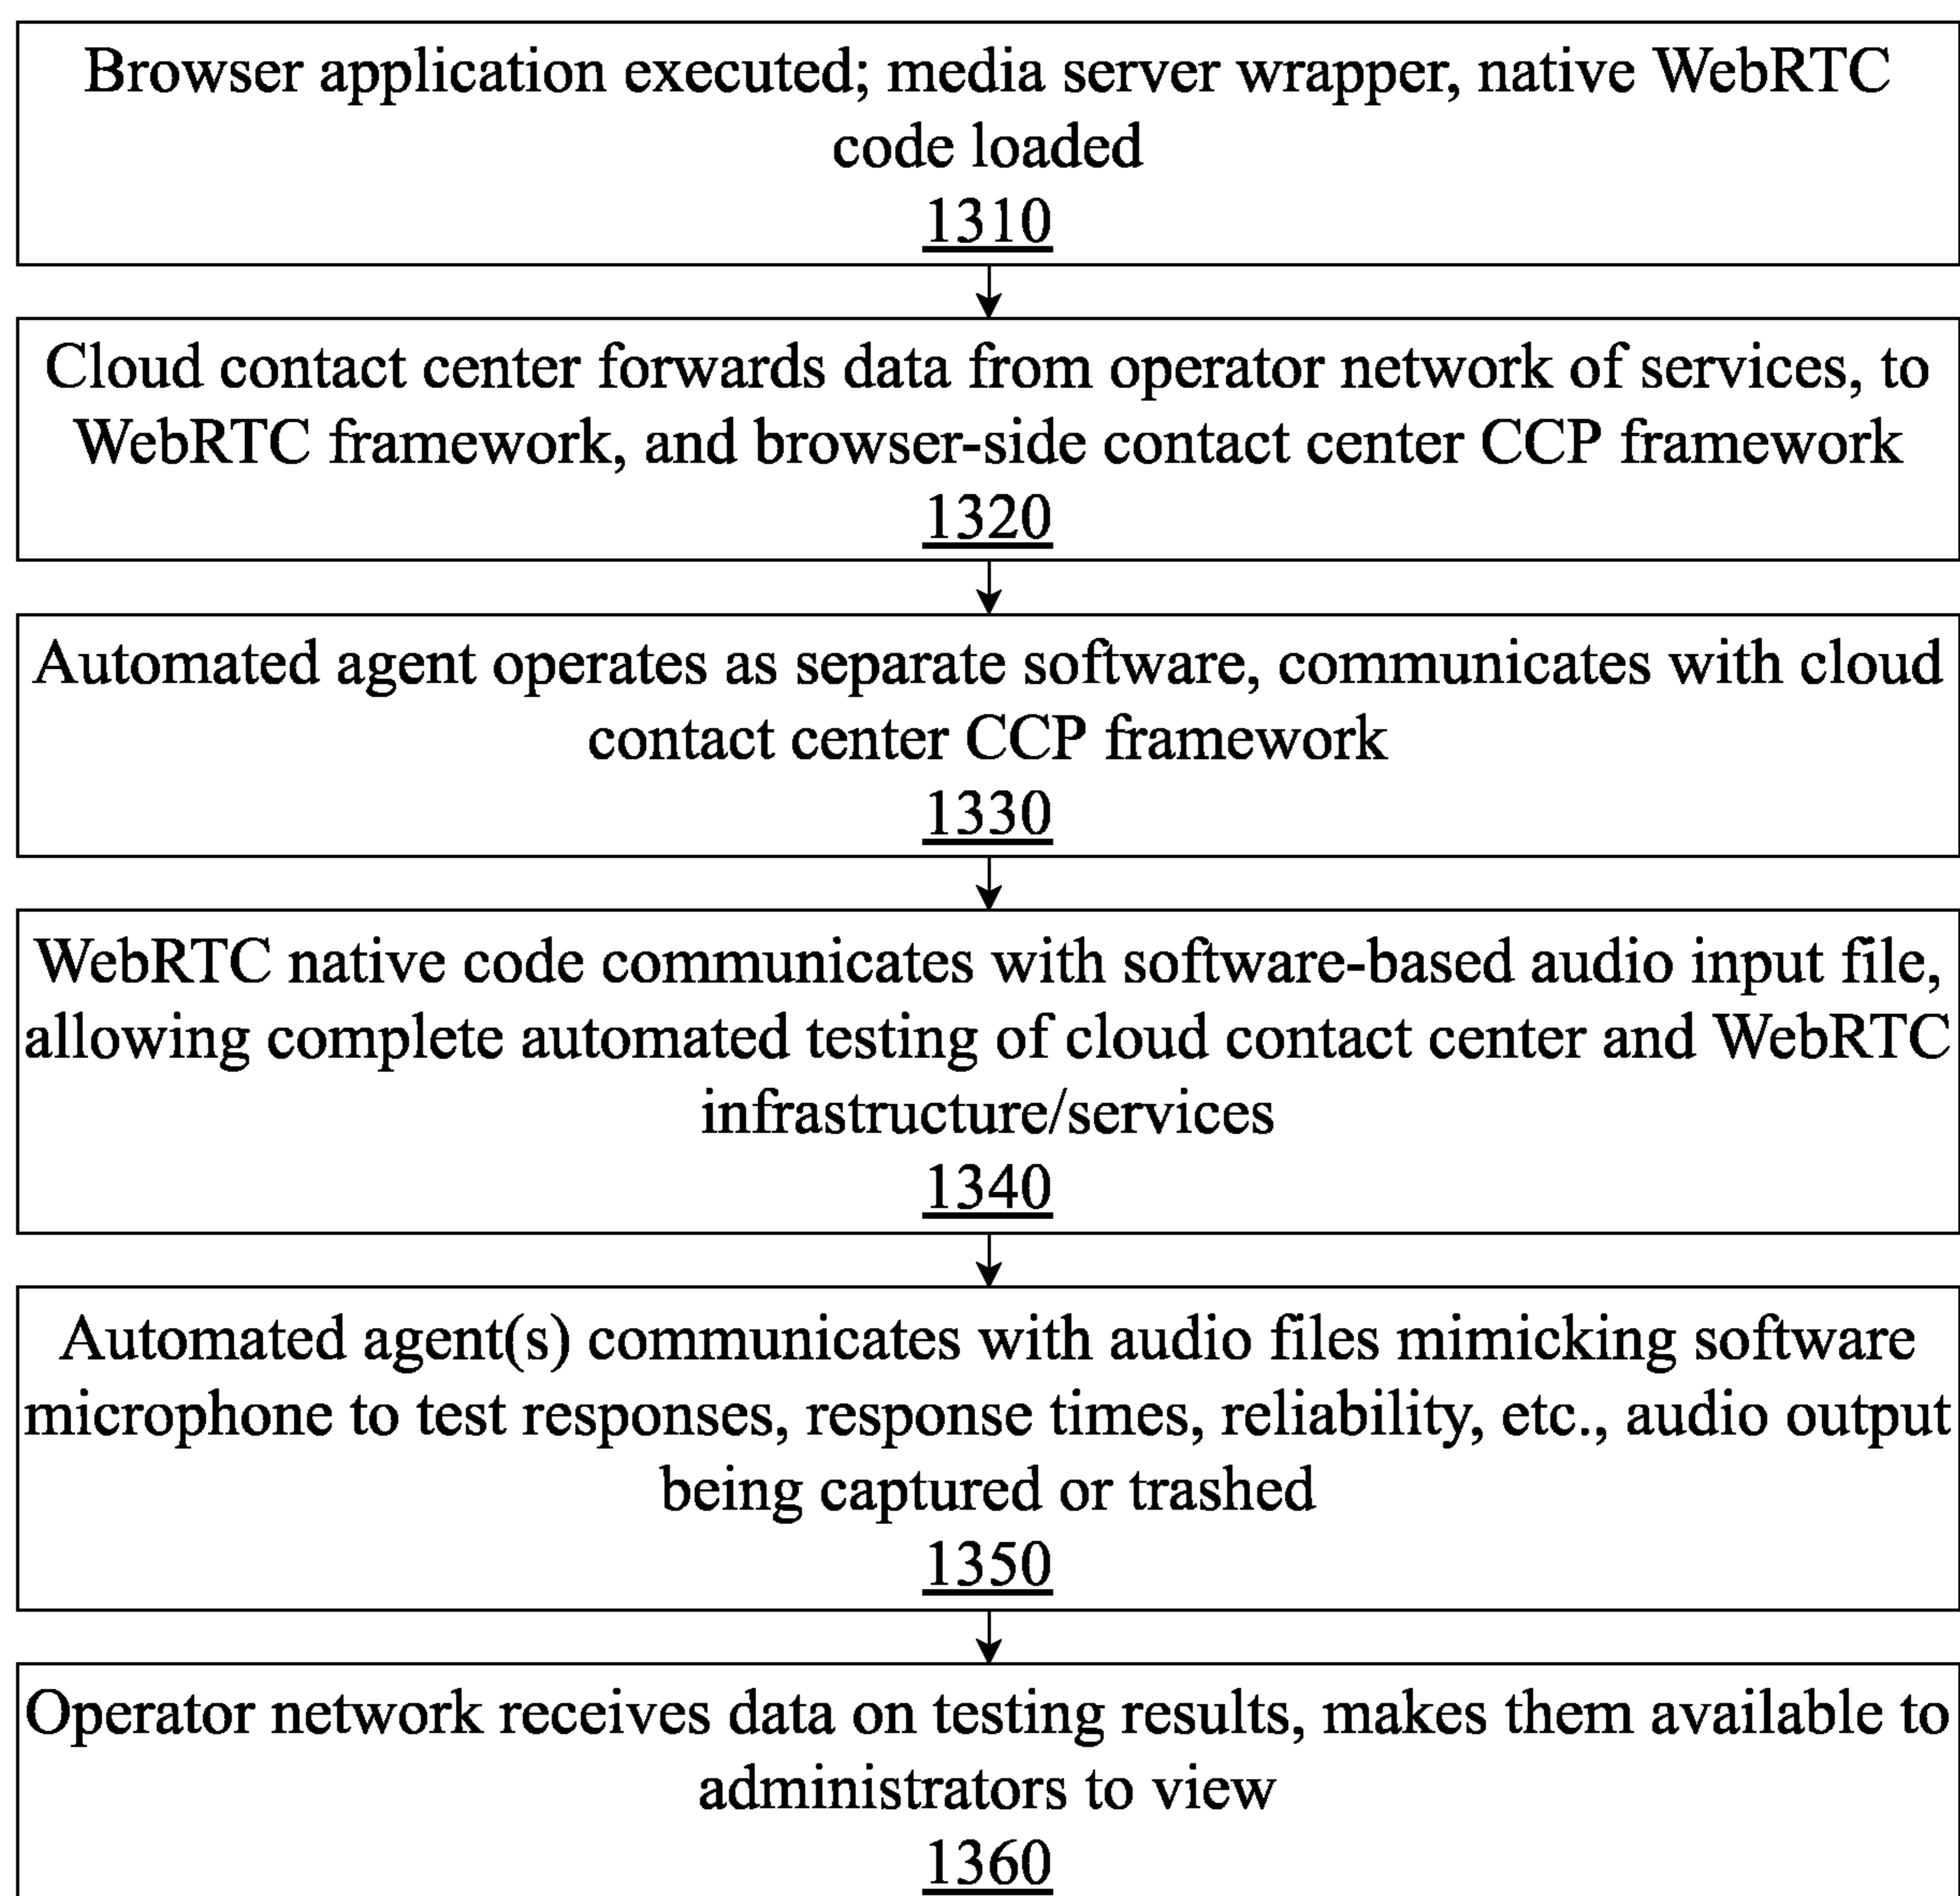 Browser application executed; media server wrapper, native WebRTC
code loaded
1310
Cloud contact center forwards data from operator network of services, to
WebRTC framework, and browser-side contact center CCP framework
1320
Automated agent operates as separate software, communicates with cloud
contact center CCP framework
1330
WebRTC native code communicates with software-based audio input file,
allowing complete automated testing of cloud contact center and WebRTC
infrastructure/services
1340
Automated agent(s) communicates with audio files mimicking software
microphone to test responses, response times, reliability, etc., audio output
being captured or trashed
1350
Operator network receives data on testing results, makes them available to
administrators to view
1360